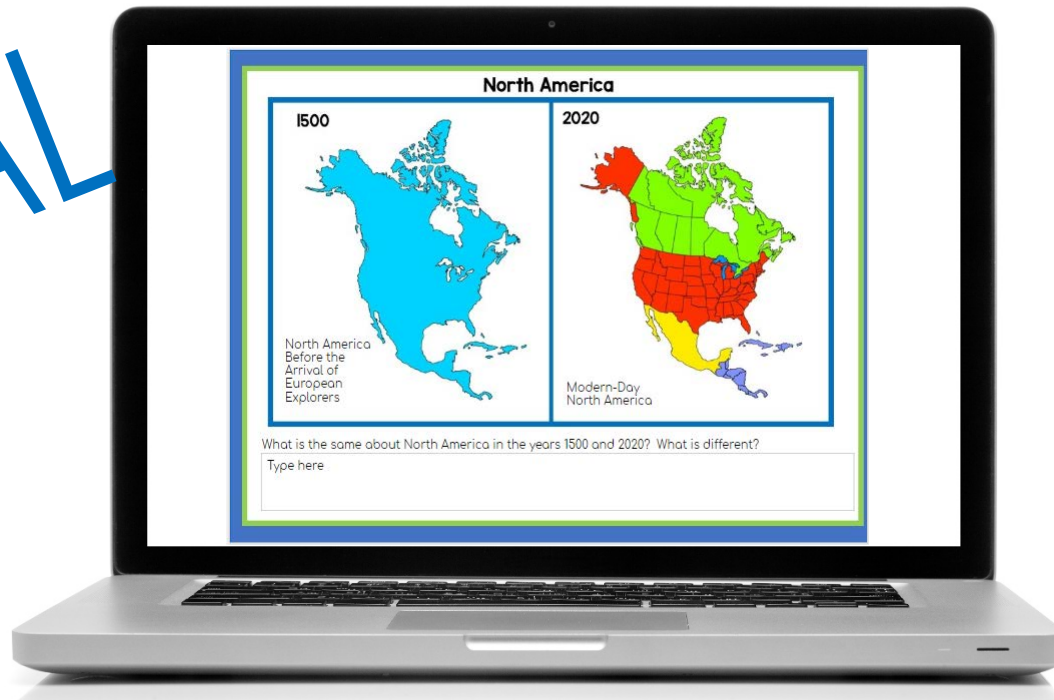 AL
North America
1500
North America
Before the
Arrival of
European
Explorers
2020
Modern-Day
North America
What is the same about North America in the years 1500 and 2020? What is different?
Type here